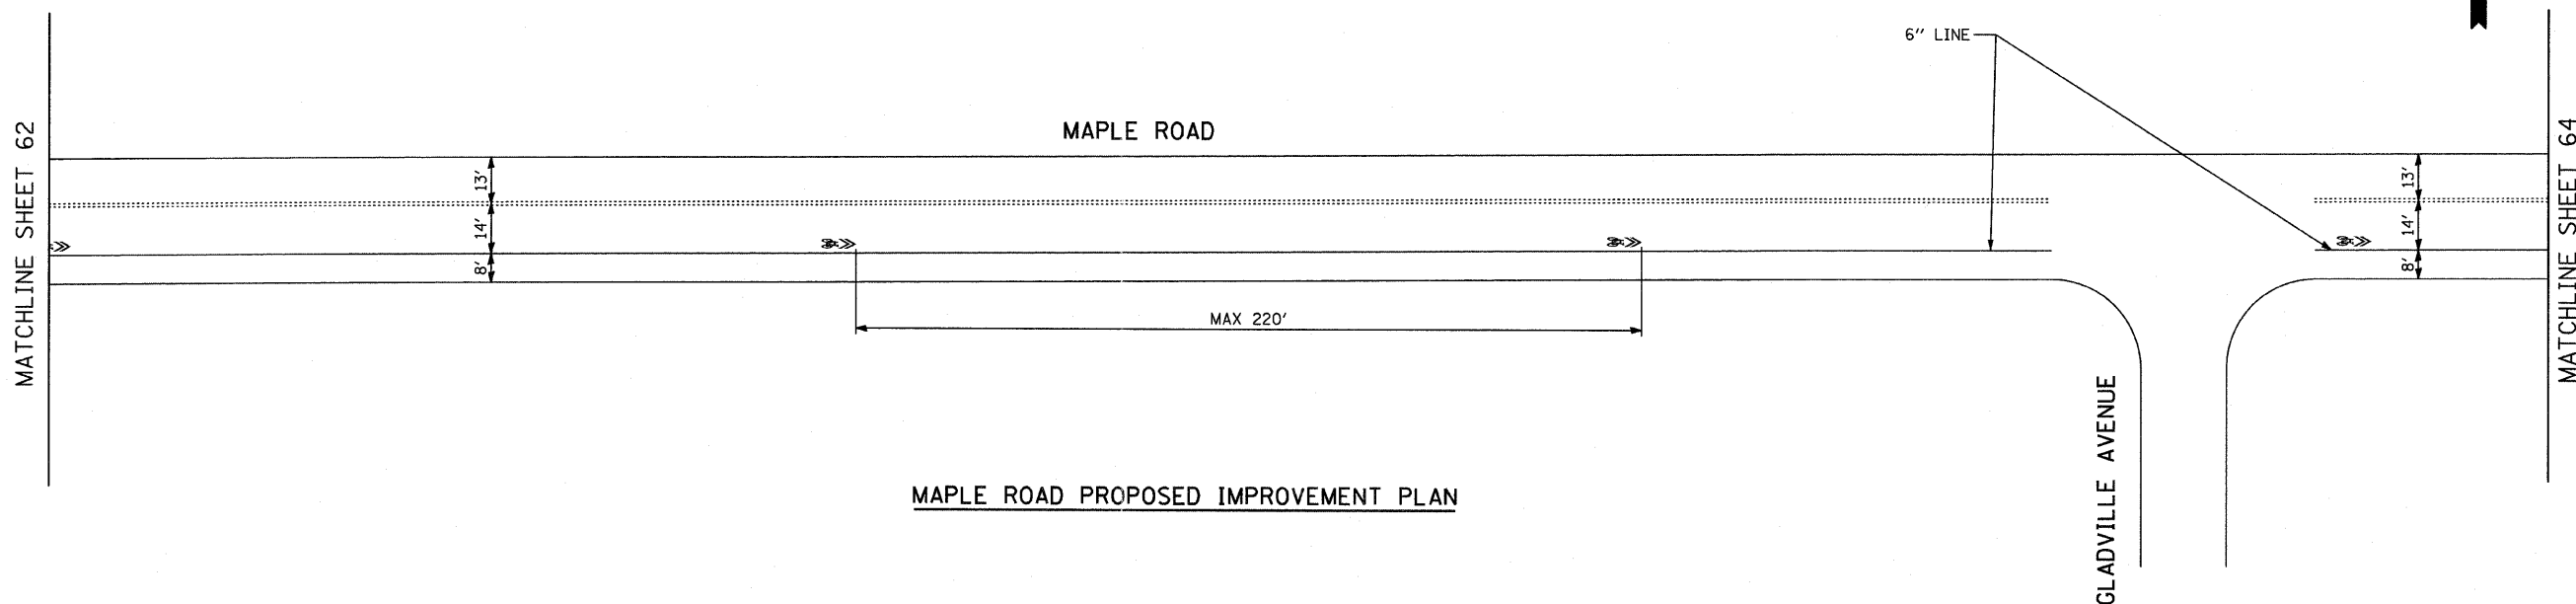 6" LINE
MAPLE ROAD
MATCHLINE SHEET 62
13'
14'
8'
MAX 220'
13'
14'
8'
MATCHLINE SHEET 64
GLADVILLE AVENUE
MAPLE ROAD PROPOSED IMPROVEMENT PLAN